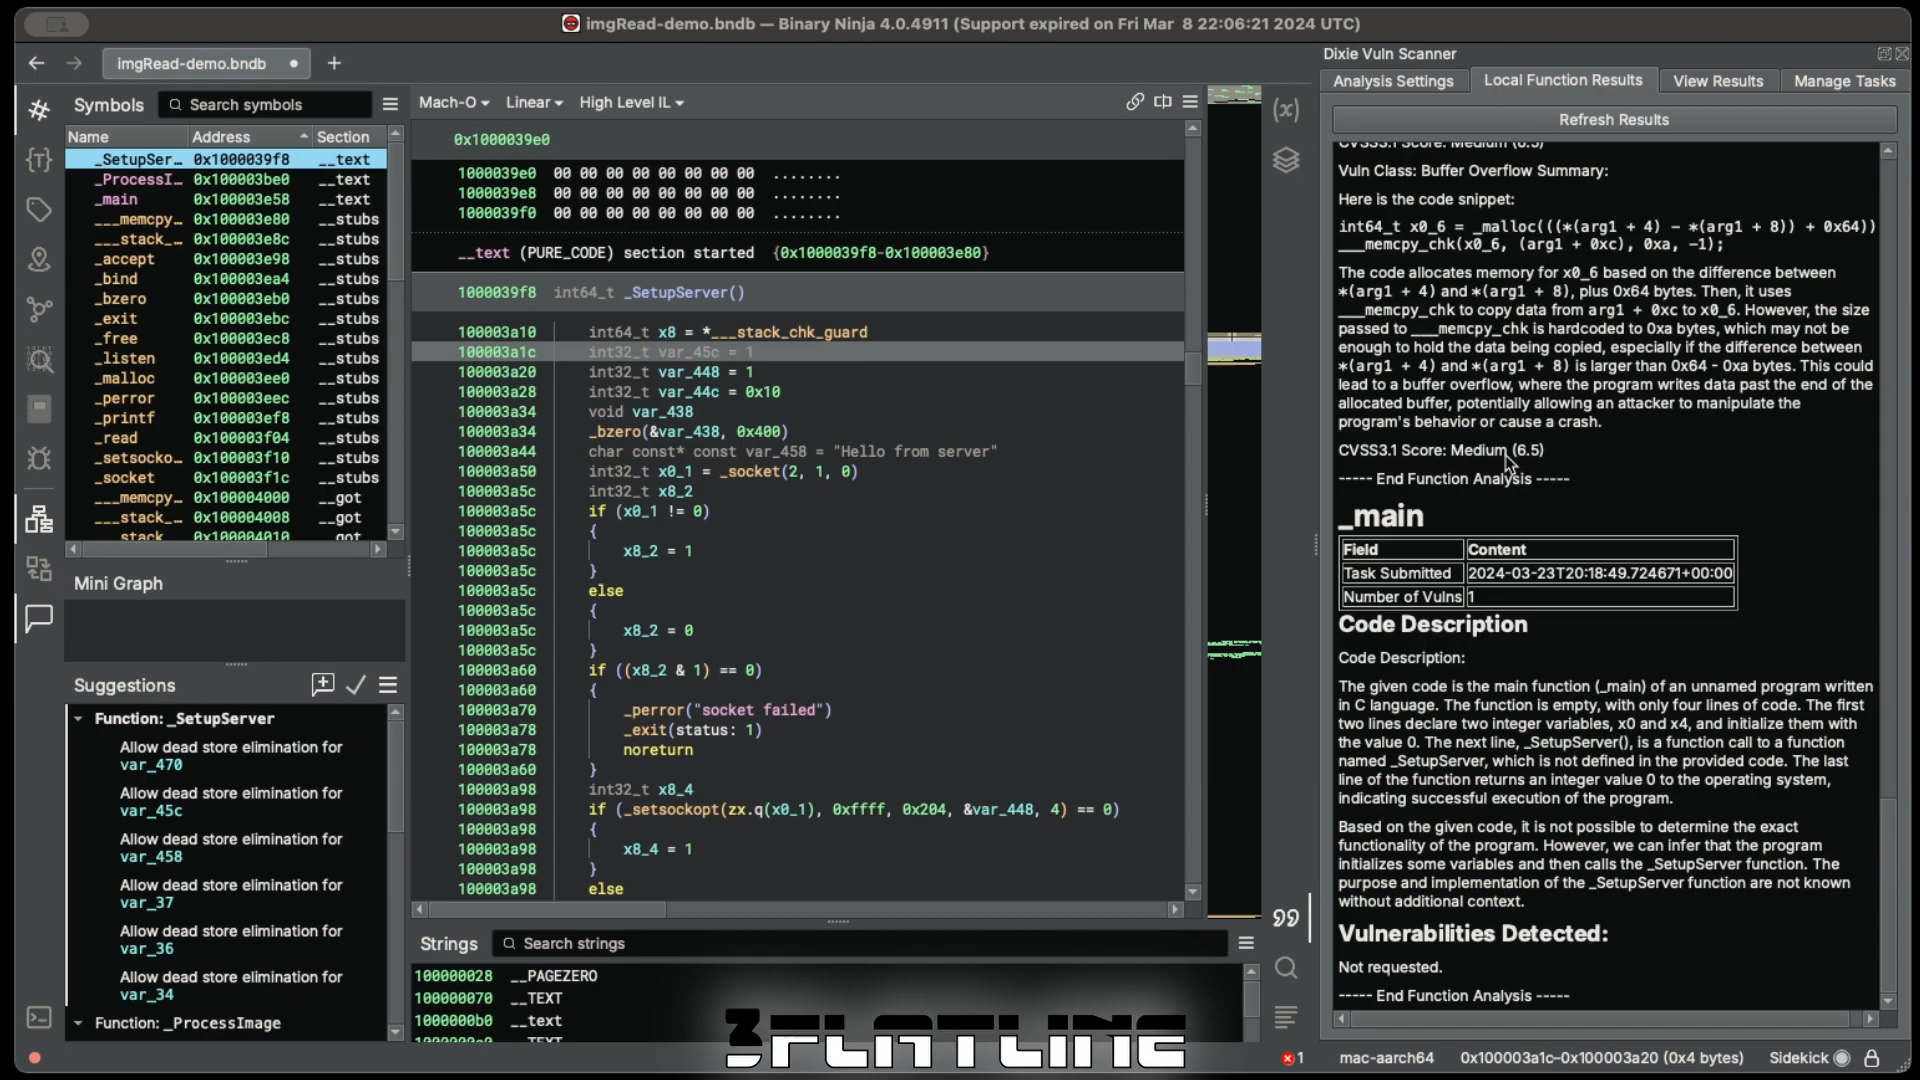 imgRead-demo.bndb — Binary Ninja 4.0.4911 (Support expired on Fri Mar 8 22:06:21 2024 UTC)
imgRead-demo.bndb
Symbols
Search symbols
Name Address Section
_SetupSer... 0x1000039f8 __text
_ProcessI... 0x100003be0 __text
_main 0x100003e58 __text
___memcpy... 0x100003e80 __stubs
___stack_... 0x100003e8c __stubs
_accept 0x100003e98 __stubs
_bind 0x100003ea4 __stubs
_bzero 0x100003eb0 __stubs
_exit 0x100003ebc __stubs
_free 0x100003ec8 __stubs
_listen 0x100003ed4 __stubs
_malloc 0x100003ee0 __stubs
_perror 0x100003eec __stubs
_printf 0x100003ef8 __stubs
_read 0x100003f04 __stubs
_setsocko... 0x100003f10 __stubs
_socket 0x100003f1c __stubs
___memcpy... 0x100004000 __got
___stack_... 0x100004008 __got
___stack_ 0x100004010 __got
Mini Graph
Suggestions
Function: _SetupServer
Allow dead store elimination for
var_470
Allow dead store elimination for
var_45c
Allow dead store elimination for
var_458
Allow dead store elimination for
var_37
Allow dead store elimination for
var_36
Allow dead store elimination for
var_34
Function: _ProcessImage
Mach-O Linear High Level IL
0x1000039e0
1000039e0 00 00 00 00 00 00 00 00 ........
1000039e8 00 00 00 00 00 00 00 00 ........
1000039f0 00 00 00 00 00 00 00 00 ........
__text (PURE_CODE) section started {0x1000039f8-0x100003e80}
1000039f8 int64_t _SetupServer()
100003a10 int64_t x8 = *___stack_chk_guard
100003a1c int32_t var_45c = 1
100003a20 int32_t var_448 = 1
100003a28 int32_t var_44c = 0x10
100003a34 void var_438
100003a34 _bzero(&var_438, 0x400)
100003a44 char const* const var_458 = "Hello from server"
100003a50 int32_t x0_1 = _socket(2, 1, 0)
100003a5c int32_t x8_2
100003a5c if (x0_1 != 0)
100003a5c {
100003a5c x8_2 = 1
100003a5c }
100003a5c else
100003a5c {
100003a5c x8_2 = 0
100003a5c }
100003a60 if ((x8_2 & 1) == 0)
100003a60 {
100003a70 _perror("socket failed")
100003a78 _exit(status: 1)
100003a78 noreturn
100003a60 }
100003a98 int32_t x8_4
100003a98 if (_setsockopt(zx.q(x0_1), 0xffff, 0x204, &var_448, 4) == 0)
100003a98 {
100003a98 x8_4 = 1
100003a98 }
100003a98 else
Strings
Search strings
100000028 __PAGEZERO
100000070 __TEXT
1000000b0 __text
3FLATLINE
Dixie Vuln Scanner
Analysis Settings Local Function Results View Results Manage Tasks
Refresh Results
CVSS3.1 Score: Medium (6.5)
Vuln Class: Buffer Overflow Summary:
Here is the code snippet:
int64_t x0_6 = _malloc(((*(arg1 + 4) - *(arg1 + 8)) + 0x64))
___memcpy_chk(x0_6, (arg1 + 0xc), 0xa, -1);
The code allocates memory for x0_6 based on the difference between
*(arg1 + 4) and *(arg1 + 8), plus 0x64 bytes. Then, it uses
___memcpy_chk to copy data from arg1 + 0xc to x0_6. However, the size
passed to ___memcpy_chk is hardcoded to 0xa bytes, which may not be
enough to hold the data being copied, especially if the difference between
*(arg1 + 4) and *(arg1 + 8) is larger than 0x64 - 0xa bytes. This could
lead to a buffer overflow, where the program writes data past the end of the
allocated buffer, potentially allowing an attacker to manipulate the
program's behavior or cause a crash.
CVSS3.1 Score: Medium (6.5)
----- End Function Analysis -----
_main
Field Content
Task Submitted 2024-03-23T20:18:49.724671+00:00
Number of Vulns 1
Code Description
Code Description:
The given code is the main function (_main) of an unnamed program written
in C language. The function is empty, with only four lines of code. The first
two lines declare two integer variables, x0 and x4, and initialize them with
the value 0. The next line, _SetupServer(), is a function call to a function
named _SetupServer, which is not defined in the provided code. The last
line of the function returns an integer value 0 to the operating system,
indicating successful execution of the program.
Based on the given code, it is not possible to determine the exact
functionality of the program. However, we can infer that the program
initializes some variables and then calls the _SetupServer function. The
purpose and implementation of the _SetupServer function are not known
without additional context.
Vulnerabilities Detected:
Not requested.
----- End Function Analysis -----
1 mac-aarch64 0x100003a1c–0x100003a20 (0x4 bytes) Sidekick